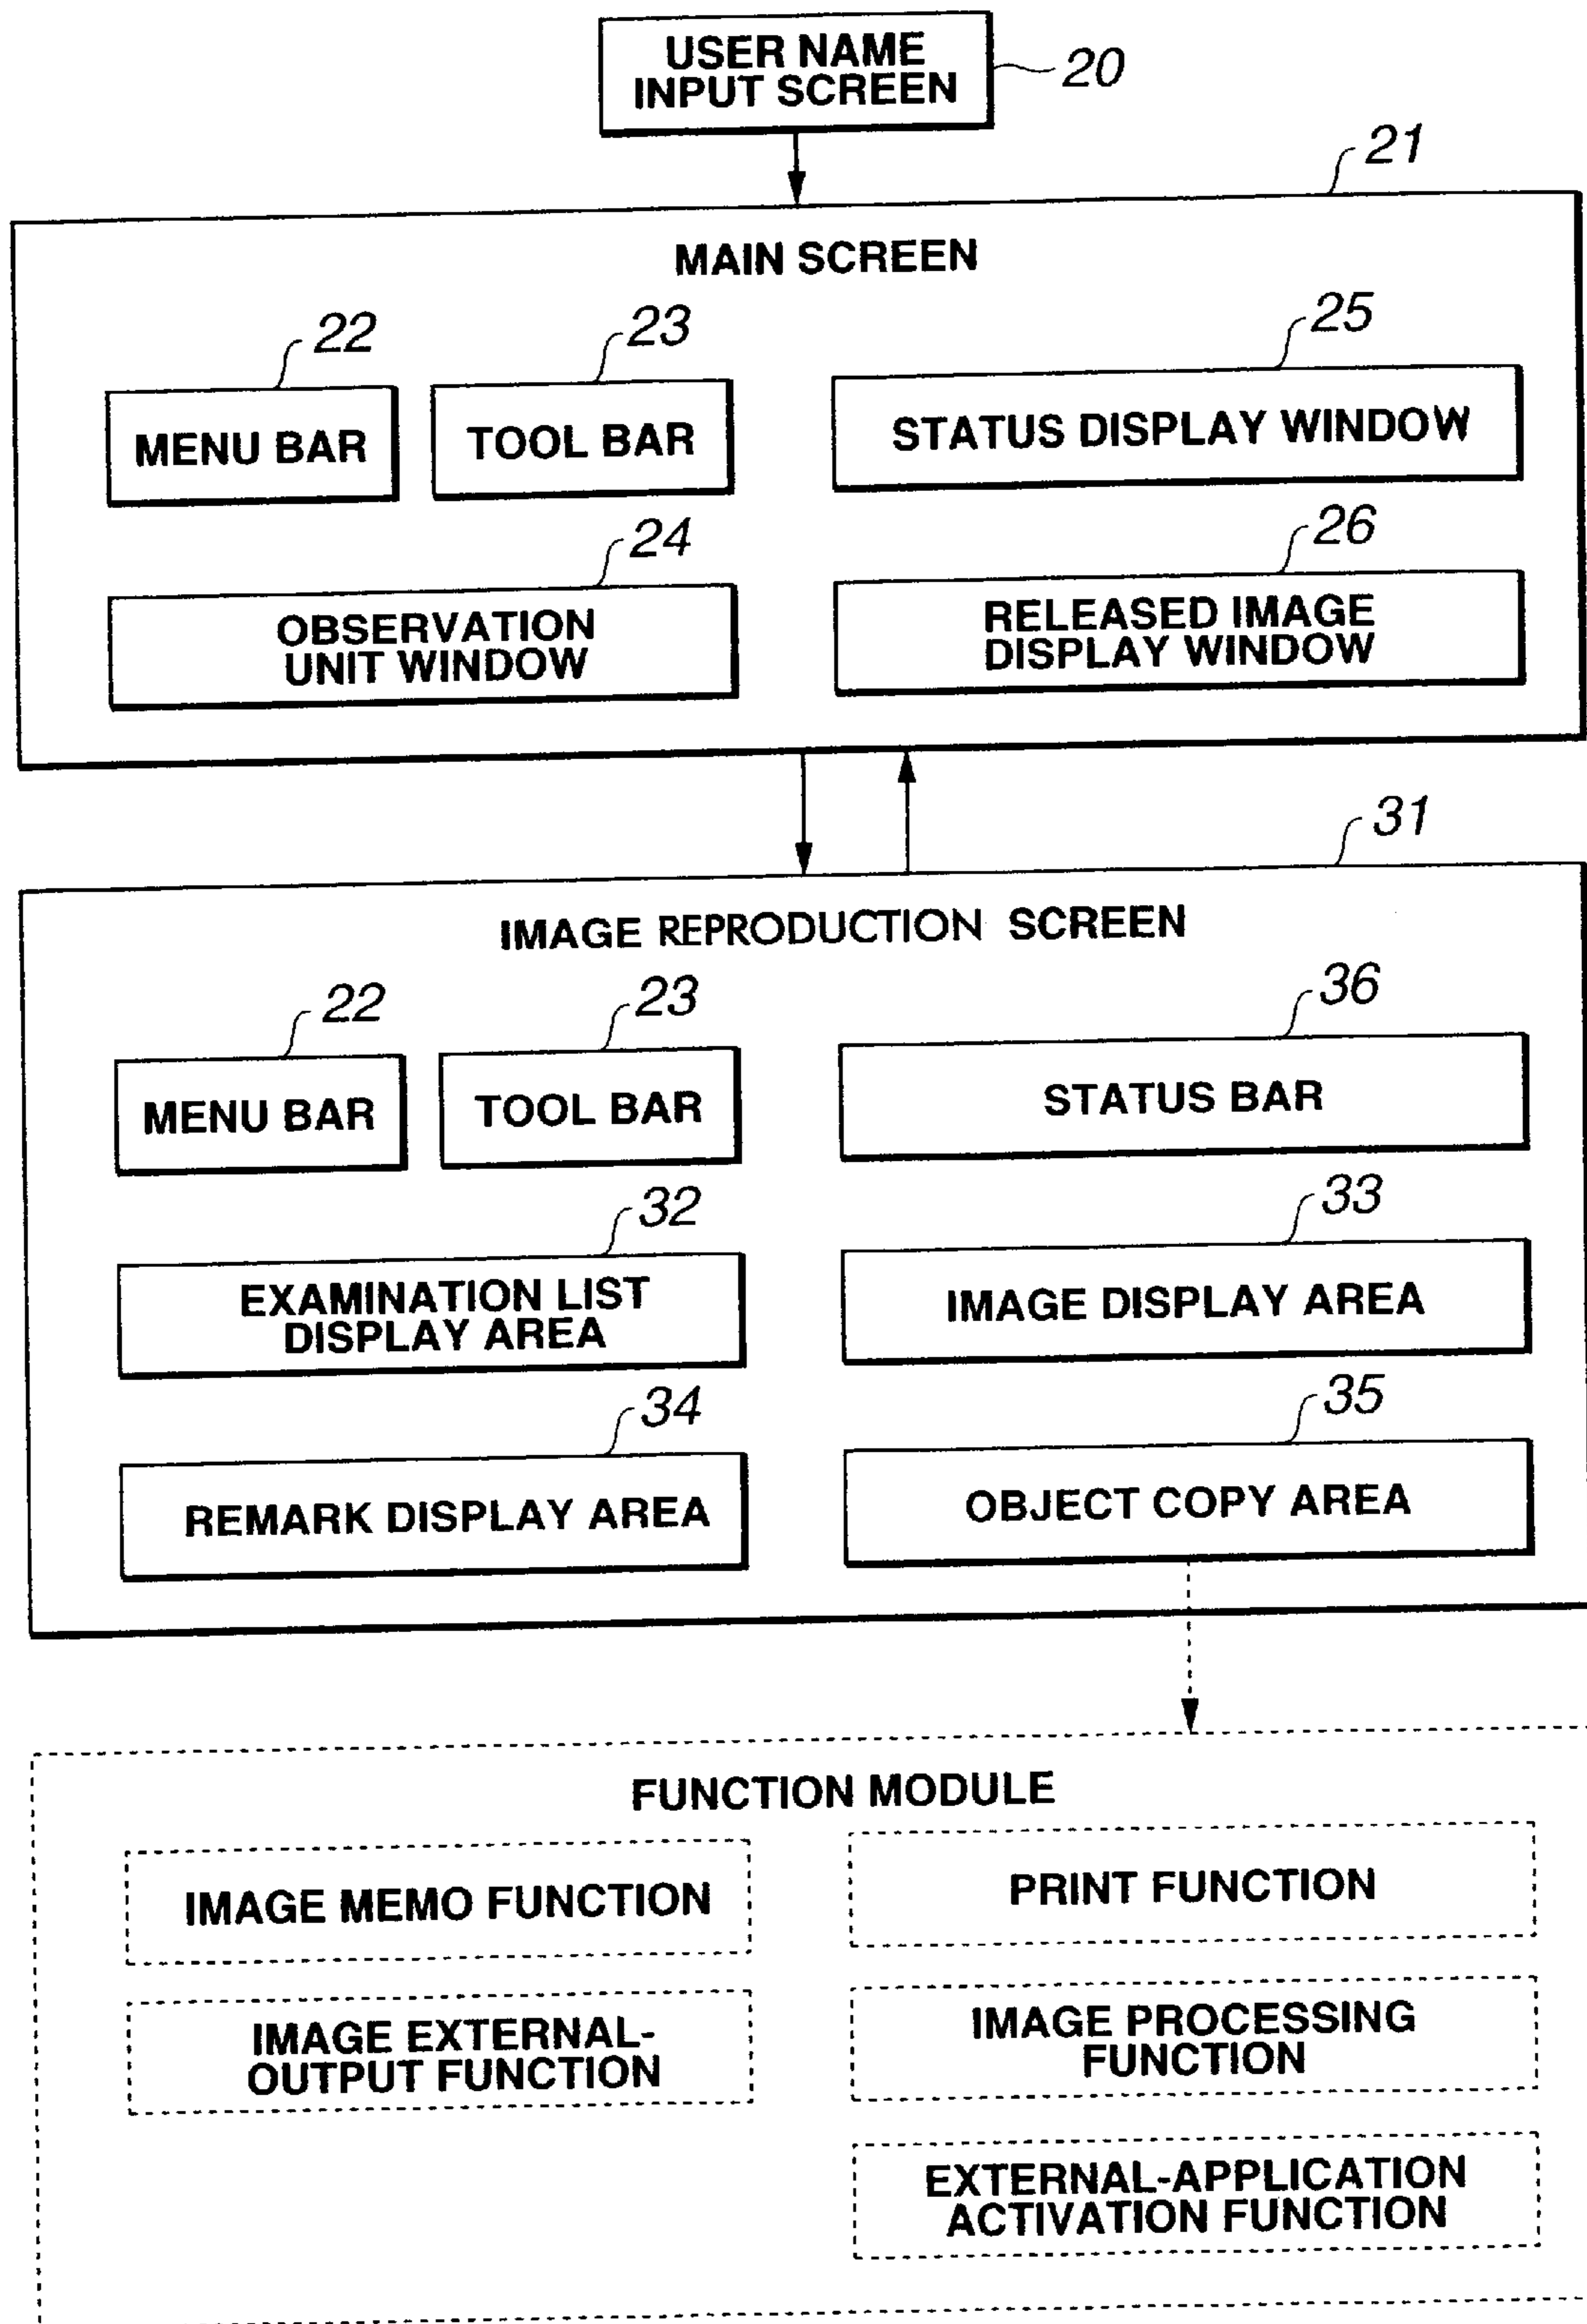 USER NAME
INPUT SCREEN
20
21
MAIN SCREEN
22
23
25
MENU BAR
TOOL BAR
STATUS DISPLAY WINDOW
24
26
OBSERVATION
UNIT WINDOW
RELEASED IMAGE
DISPLAY WINDOW
31
IMAGE REPRODUCTION SCREEN
22
23
36
MENU BAR
TOOL BAR
STATUS BAR
32
33
EXAMINATION LIST
DISPLAY AREA
IMAGE DISPLAY AREA
34
35
REMARK DISPLAY AREA
OBJECT COPY AREA
FUNCTION MODULE
IMAGE MEMO FUNCTION
PRINT FUNCTION
IMAGE EXTERNAL-
OUTPUT FUNCTION
IMAGE PROCESSING
FUNCTION
EXTERNAL-APPLICATION
ACTIVATION FUNCTION